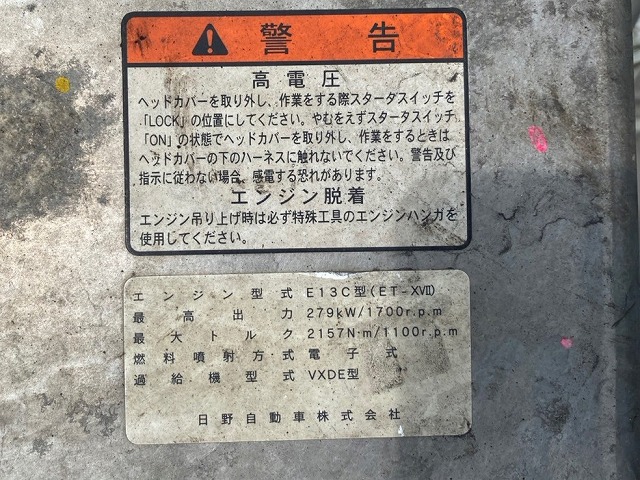 警告
高電圧
ヘッドカバーを取り外し、作業をする際スタータスイッチを
「LOCK」の位置にしてください。やむをえずスタータスイッチ
「ON」の状態でヘッドカバーを取り外し、作業をするときは
ヘッドカバーの下のハーネスに触れないでください。警告及び
指示に従わない場合、感電する恐れがあります。
エンジン脱着
エンジン吊り上げ時は必ず特殊工具のエンジンハンガを
使用してください。
エンジン型式 E13C型(ET-XVII)
最高出力 279kW/1700r.p.m
最大トルク 2157N·m/1100r.p.m
燃料噴射方式 電子式
過給機型式 VXDE型
日野自動車株式会社